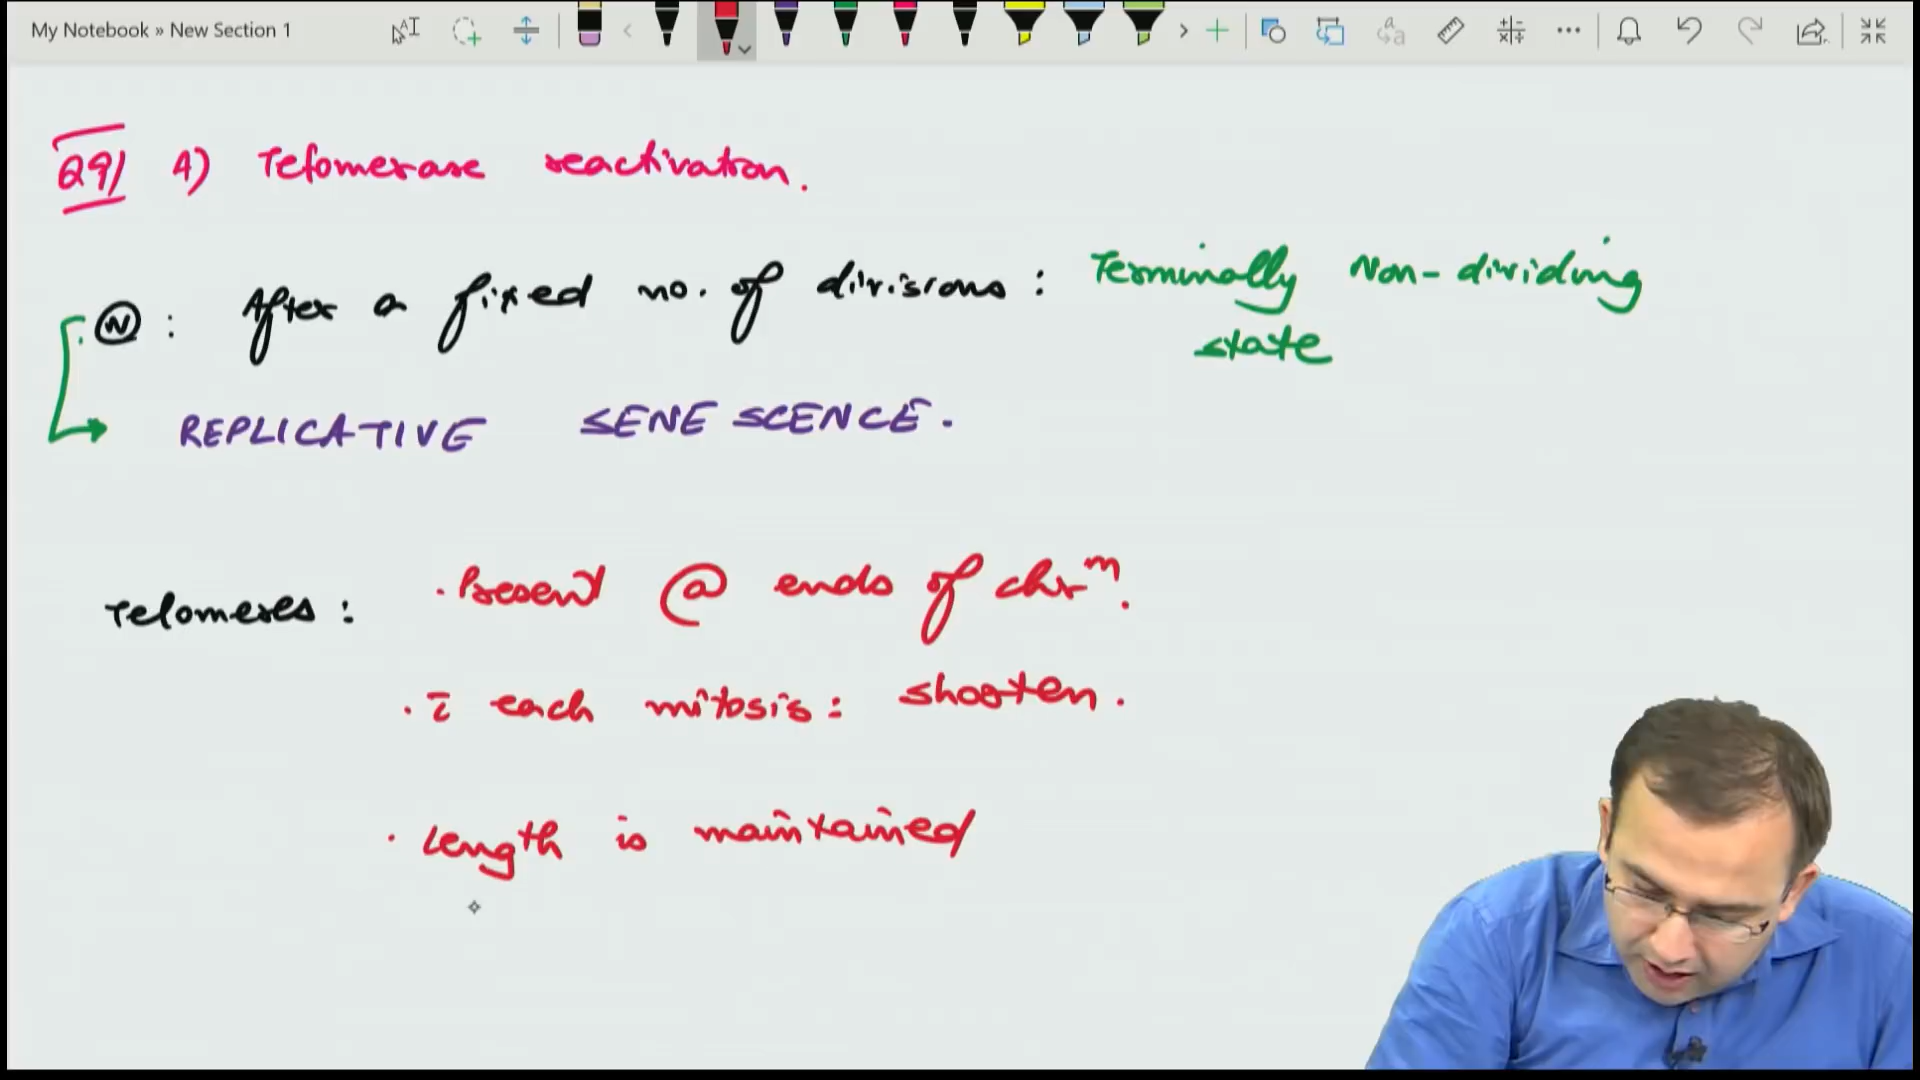 My Notebook » New Section 1
Q9/ A) Telomerase reactivation.
N : After a fixed no. of divisions : Terminally Non-dividing
state
REPLICATIVE SENESCENCE.
Telomeres : . Present @ ends of chrᵐ.
. c̄ each mitosis : shorten.
. Length is maintained